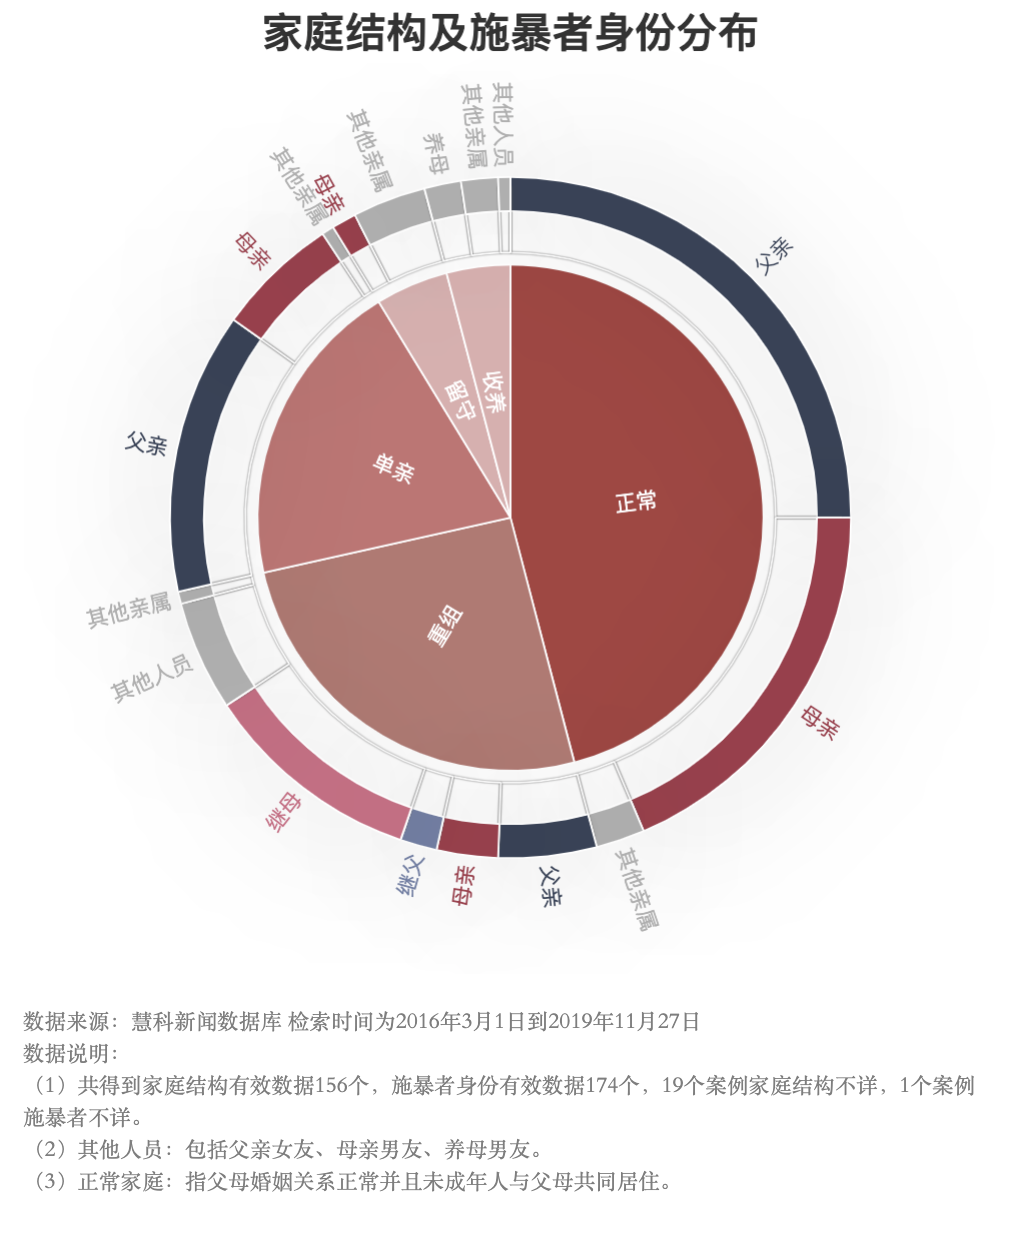 家庭结构及施暴者身份分布
其他人员
其他亲属
养母
其他亲属
母亲
其他亲属
母亲
父亲
父亲
收养
留守
单亲
正常
重组
其他亲属
其他人员
母亲
继母
继父
母亲
父亲
其他亲属
数据来源：慧科新闻数据库 检索时间为2016年3月1日到2019年11月27日
数据说明：
（1）共得到家庭结构有效数据156个，施暴者身份有效数据174个，19个案例家庭结构不详，1个案例
施暴者不详。
（2）其他人员：包括父亲女友、母亲男友、养母男友。
（3）正常家庭：指父母婚姻关系正常并且未成年人与父母共同居住。